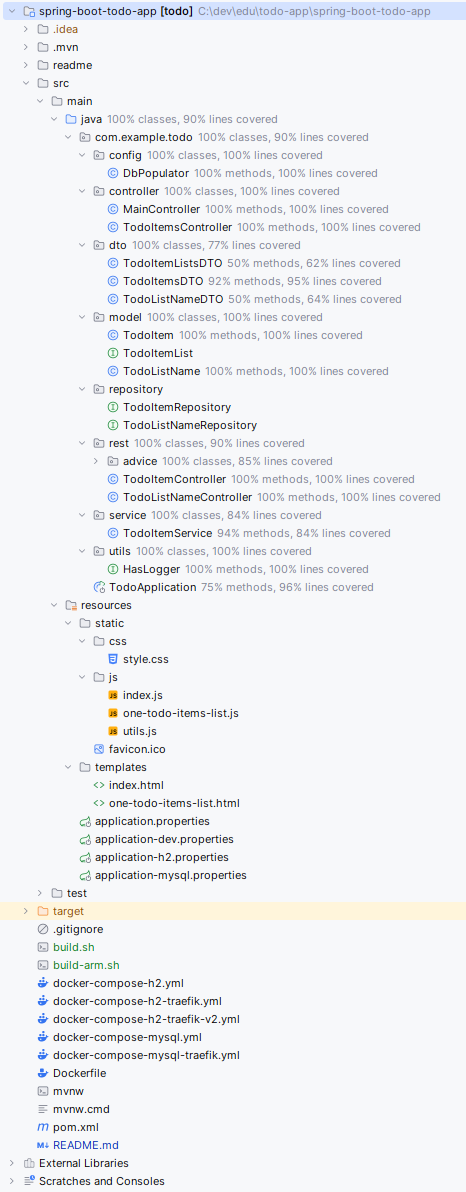 spring-boot-todo-app [todo] C:\dev\edu\todo-app\spring-boot-todo-app
.idea
.mvn
readme
src
main
java 100% classes, 90% lines covered
com.example.todo 100% classes, 90% lines covered
config 100% classes, 100% lines covered
DbPopulator 100% methods, 100% lines covered
controller 100% classes, 100% lines covered
MainController 100% methods, 100% lines covered
TodoItemsController 100% methods, 100% lines covered
dto 100% classes, 77% lines covered
TodoItemListsDTO 50% methods, 62% lines covered
TodoItemsDTO 92% methods, 95% lines covered
TodoListNameDTO 50% methods, 64% lines covered
model 100% classes, 100% lines covered
TodoItem 100% methods, 100% lines covered
TodoItemList
TodoListName 100% methods, 100% lines covered
repository
TodoItemRepository
TodoListNameRepository
rest 100% classes, 90% lines covered
advice 100% classes, 85% lines covered
TodoItemController 100% methods, 100% lines covered
TodoListNameController 100% methods, 100% lines covered
service 100% classes, 84% lines covered
TodoItemService 94% methods, 84% lines covered
utils 100% classes, 100% lines covered
HasLogger 100% methods, 100% lines covered
TodoApplication 75% methods, 96% lines covered
resources
static
css
style.css
js
index.js
one-todo-items-list.js
utils.js
favicon.ico
templates
index.html
one-todo-items-list.html
application.properties
application-dev.properties
application-h2.properties
application-mysql.properties
test
target
.gitignore
build.sh
build-arm.sh
docker-compose-h2.yml
docker-compose-h2-traefik.yml
docker-compose-h2-traefik-v2.yml
docker-compose-mysql.yml
docker-compose-mysql-traefik.yml
Dockerfile
mvnw
mvnw.cmd
pom.xml
README.md
External Libraries
Scratches and Consoles